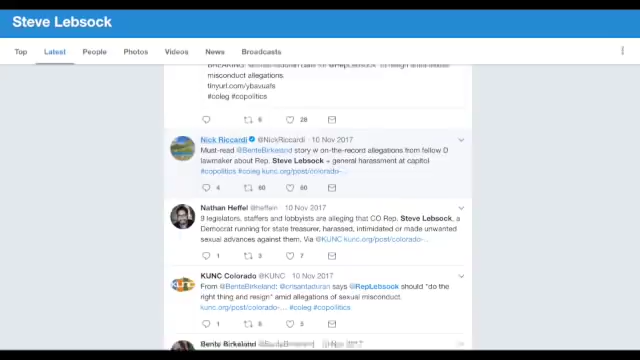 Steve Lebsock
Top Latest People Photos Videos News Broadcasts
misconduct allegations
tinyurl.com/ybavuafs
#coleg #copolitics
6 28
Nick Riccardi @NickRiccardi 10 Nov 2017
Must-read @BenteBirkeland story w on-the-record allegations from fellow D
lawmaker about Rep. Steve Lebsock + general harassment at capitol
#copolitics #coleg kunc.org/post/colorado-...
4 60 60
Nathan Heffel @heffein 10 Nov 2017
9 legislators, staffers and lobbyists are alleging that CO Rep. Steve Lebsock, a
Democrat running for state treasurer, harassed, intimidated or made unwanted
sexual advances against them. Via @KUNC kunc.org/post/colorado-...
1 3 7
KUNC Colorado @KUNC 10 Nov 2017
From @BenteBirkeland: @crisantaduran says @RepLebsock should "do the
right thing and resign" amid allegations of sexual misconduct.
kunc.org/post/colorado-... #coleg #copolitics
1 6 5
Bente Birkeland